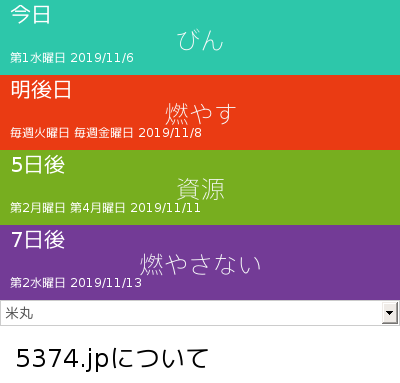 今日
びん
第1水曜日 2019/11/6
明後日
燃やす
毎週火曜日 毎週金曜日 2019/11/8
5日後
資源
第2月曜日 第4月曜日 2019/11/11
7日後
燃やさない
第2水曜日 2019/11/13
米丸
5374.jpについて